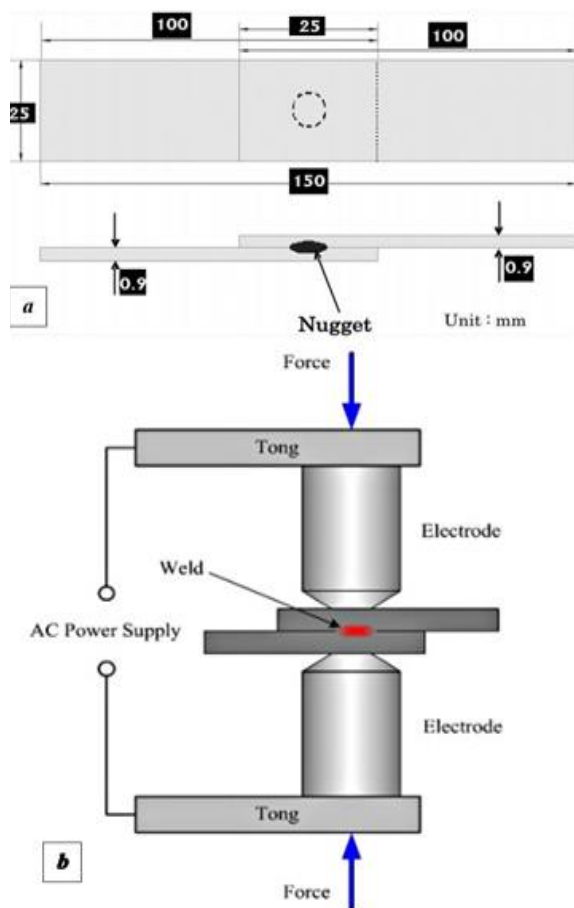 100
25
100
25
150
0.9
0.9
a
Nugget
Unit : mm
Force
Tong
Electrode
Weld
AC Power Supply
Electrode
Tong
b
Force